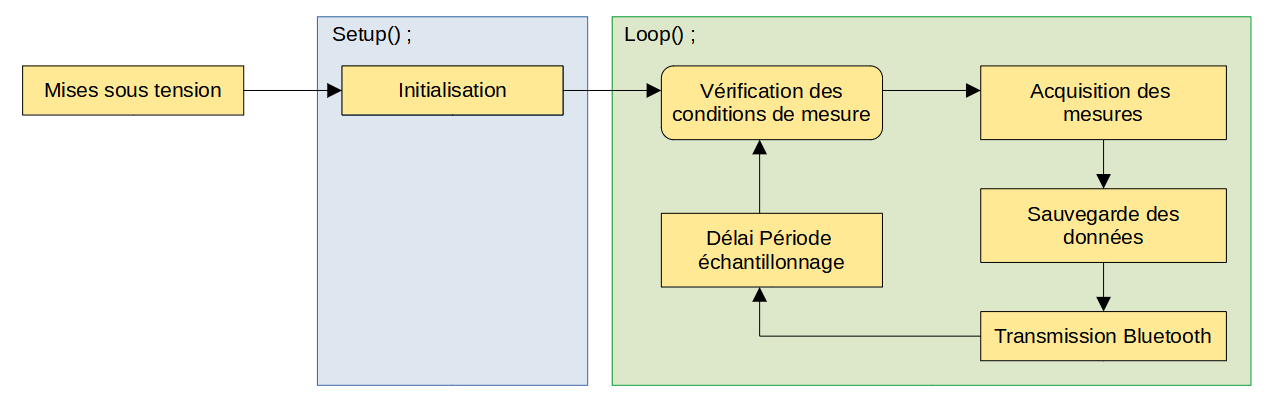 Setup() ;
Loop() ;
Mises sous tension
Initialisation
Vérification des
conditions de mesure
Acquisition des
mesures
Sauvegarde des
données
Délai Période
échantillonnage
Transmission Bluetooth